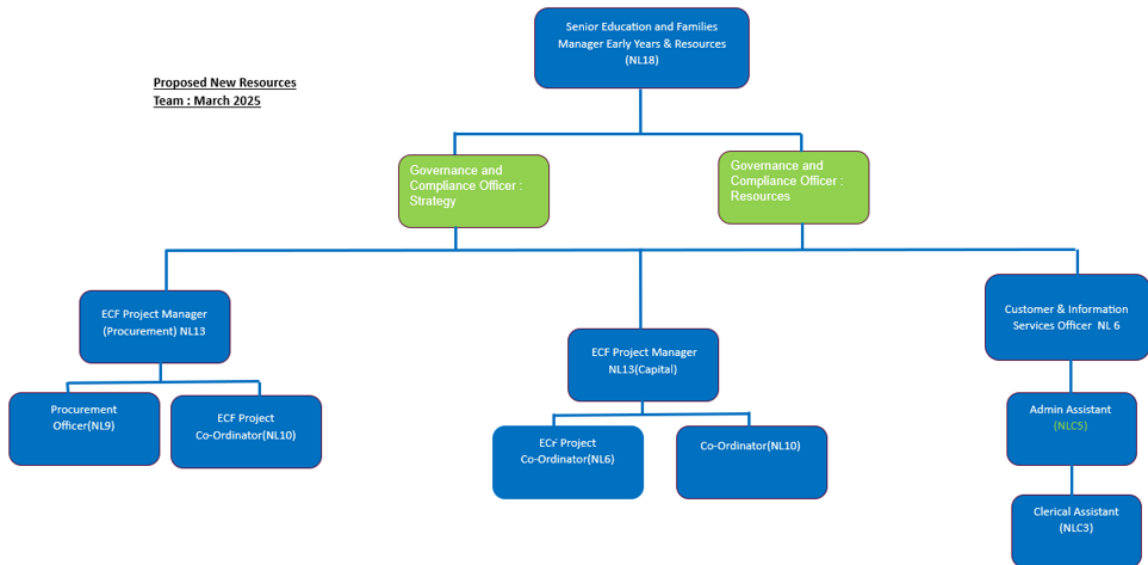 Senior Education and Families
Manager Early Years & Resources
(NL18)
Proposed New Resources
Team : March 2025
Governance and
Compliance Officer :
Strategy
Governance and
Compliance Officer :
Resources
ECF Project Manager
(Procurement) NL13
ECF Project Manager
NL13(Capital)
Customer & Information
Services Officer NL 6
Procurement
Officer(NL9)
ECF Project
Co-Ordinator(NL10)
ECF Project
Co-Ordinator(NL6)
Co-Ordinator(NL10)
Admin Assistant
(NLC5)
Clerical Assistant
(NLC3)